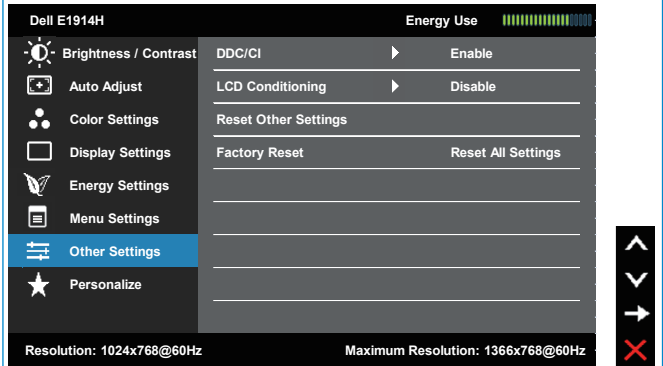 Dell E1914H Energy Use
Brightness / Contrast DDC/CI Enable
Auto Adjust LCD Conditioning Disable
Color Settings Reset Other Settings
Display Settings Factory Reset Reset All Settings
Energy Settings
Menu Settings
Other Settings
Personalize
Resolution: 1024x768@60Hz Maximum Resolution: 1366x768@60Hz